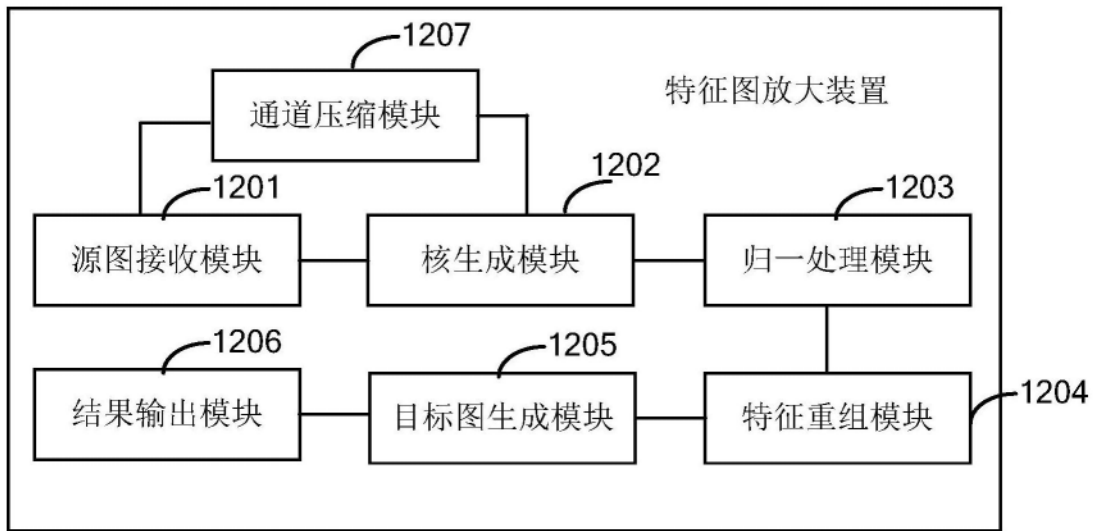 1207
通道压缩模块
特征图放大装置
1201
1202
1203
源图接收模块
核生成模块
归一处理模块
1206
1205
1204
结果输出模块
目标图生成模块
特征重组模块